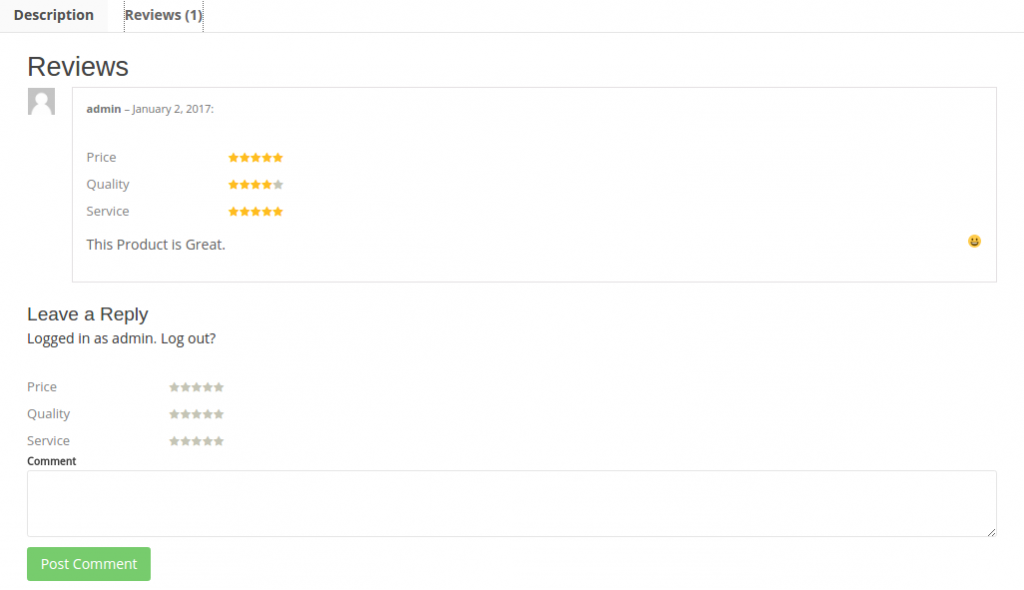 Description Reviews (1)
Reviews
admin – January 2, 2017:
Price
Quality
Service
This Product is Great.
Leave a Reply
Logged in as admin. Log out?
Price
Quality
Service
Comment
Post Comment